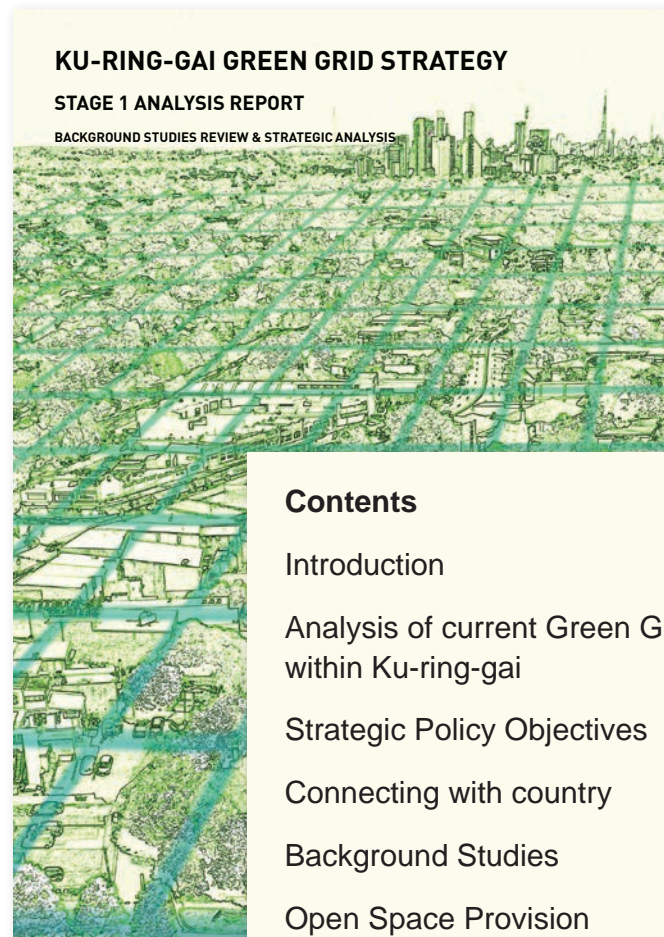 KU-RING-GAI GREEN GRID STRATEGY
STAGE 1 ANALYSIS REPORT
BACKGROUND STUDIES REVIEW & STRATEGIC ANALYSIS
Contents
Introduction
Analysis of current Green G
within Ku-ring-gai
Strategic Policy Objectives
Connecting with country
Background Studies
Open Space Provision